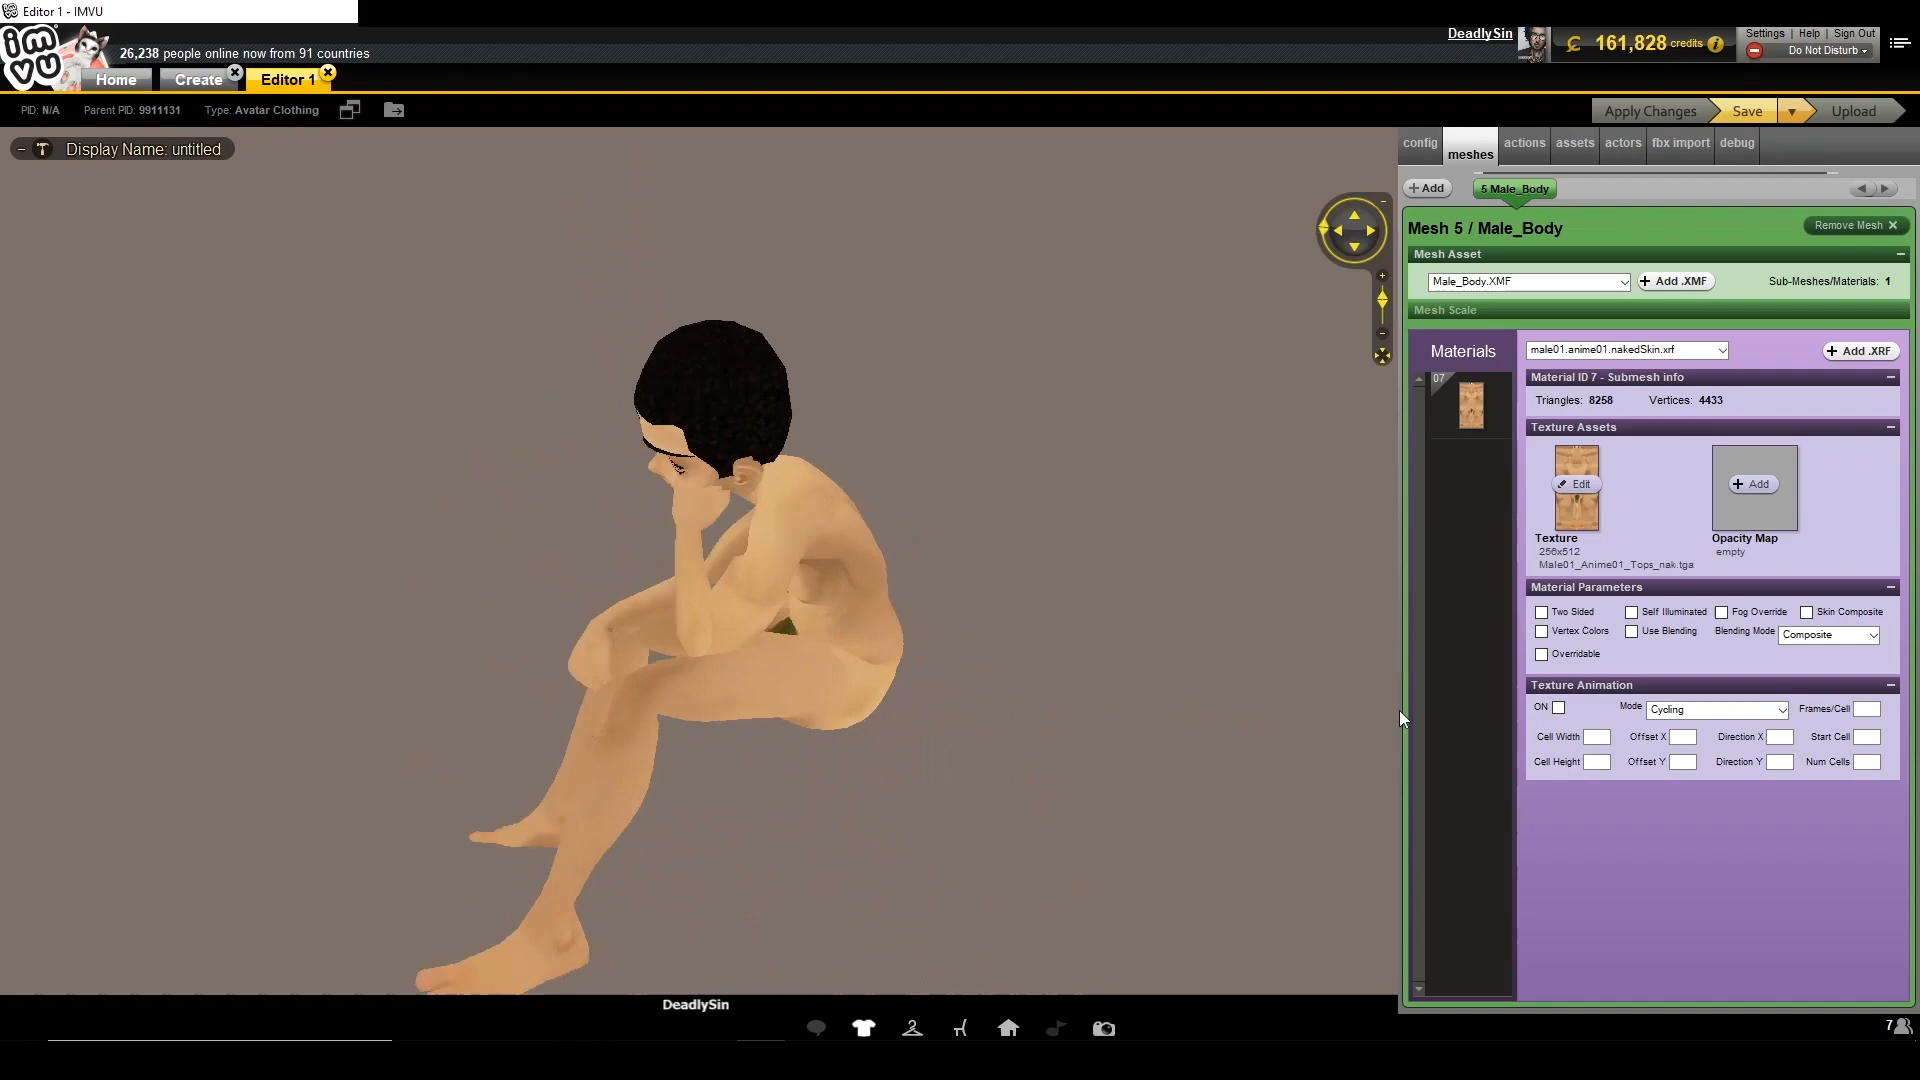 Editor 1 - IMVU
imvu
26,238 people online now from 91 countries
DeadlySin
161,828 credits
Settings | Help | Sign Out
Do Not Disturb
Home
Create
Editor 1
PID: N/A
Parent PID: 9911131
Type: Avatar Clothing
Apply Changes
Save
Upload
Display Name: untitled
config
meshes
actions
assets
actors
fbx import
debug
+ Add
5 Male_Body
Mesh 5 / Male_Body
Remove Mesh
Mesh Asset
Male_Body.XMF
+ Add .XMF
Sub-Meshes/Materials: 1
Mesh Scale
Materials
male01.anime01.nakedSkin.xrf
+ Add .XRF
07
Material ID 7 - Submesh info
Triangles: 8258
Vertices: 4433
Texture Assets
Edit
+ Add
Texture
256x512
Male01_Anime01_Tops_nak.tga
Opacity Map
empty
Material Parameters
Two Sided
Self Illuminated
Fog Override
Skin Composite
Vertex Colors
Use Blending
Blending Mode
Composite
Overridable
Texture Animation
ON
Mode
Cycling
Frames/Cell
Cell Width
Offset X
Direction X
Start Cell
Cell Height
Offset Y
Direction Y
Num Cells
DeadlySin
7